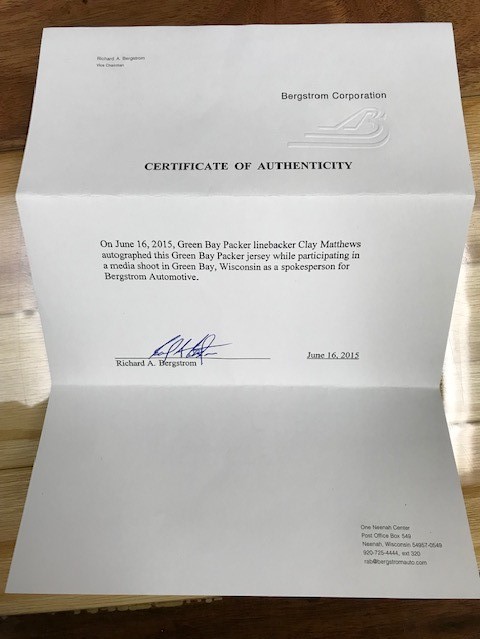 Richard A. Bergstrom
Vice Chairman
Bergstrom Corporation
CERTIFICATE OF AUTHENTICITY
On June 16, 2015, Green Bay Packer linebacker Clay Matthews
autographed this Green Bay Packer jersey while participating in
a media shoot in Green Bay, Wisconsin as a spokesperson for
Bergstrom Automotive.
Richard A. Bergstrom
June 16, 2015
One Neenah Center
Post Office Box 549
Neenah, Wisconsin 54957-0549
920-725-4444, ext 320
rab@bergstromauto.com